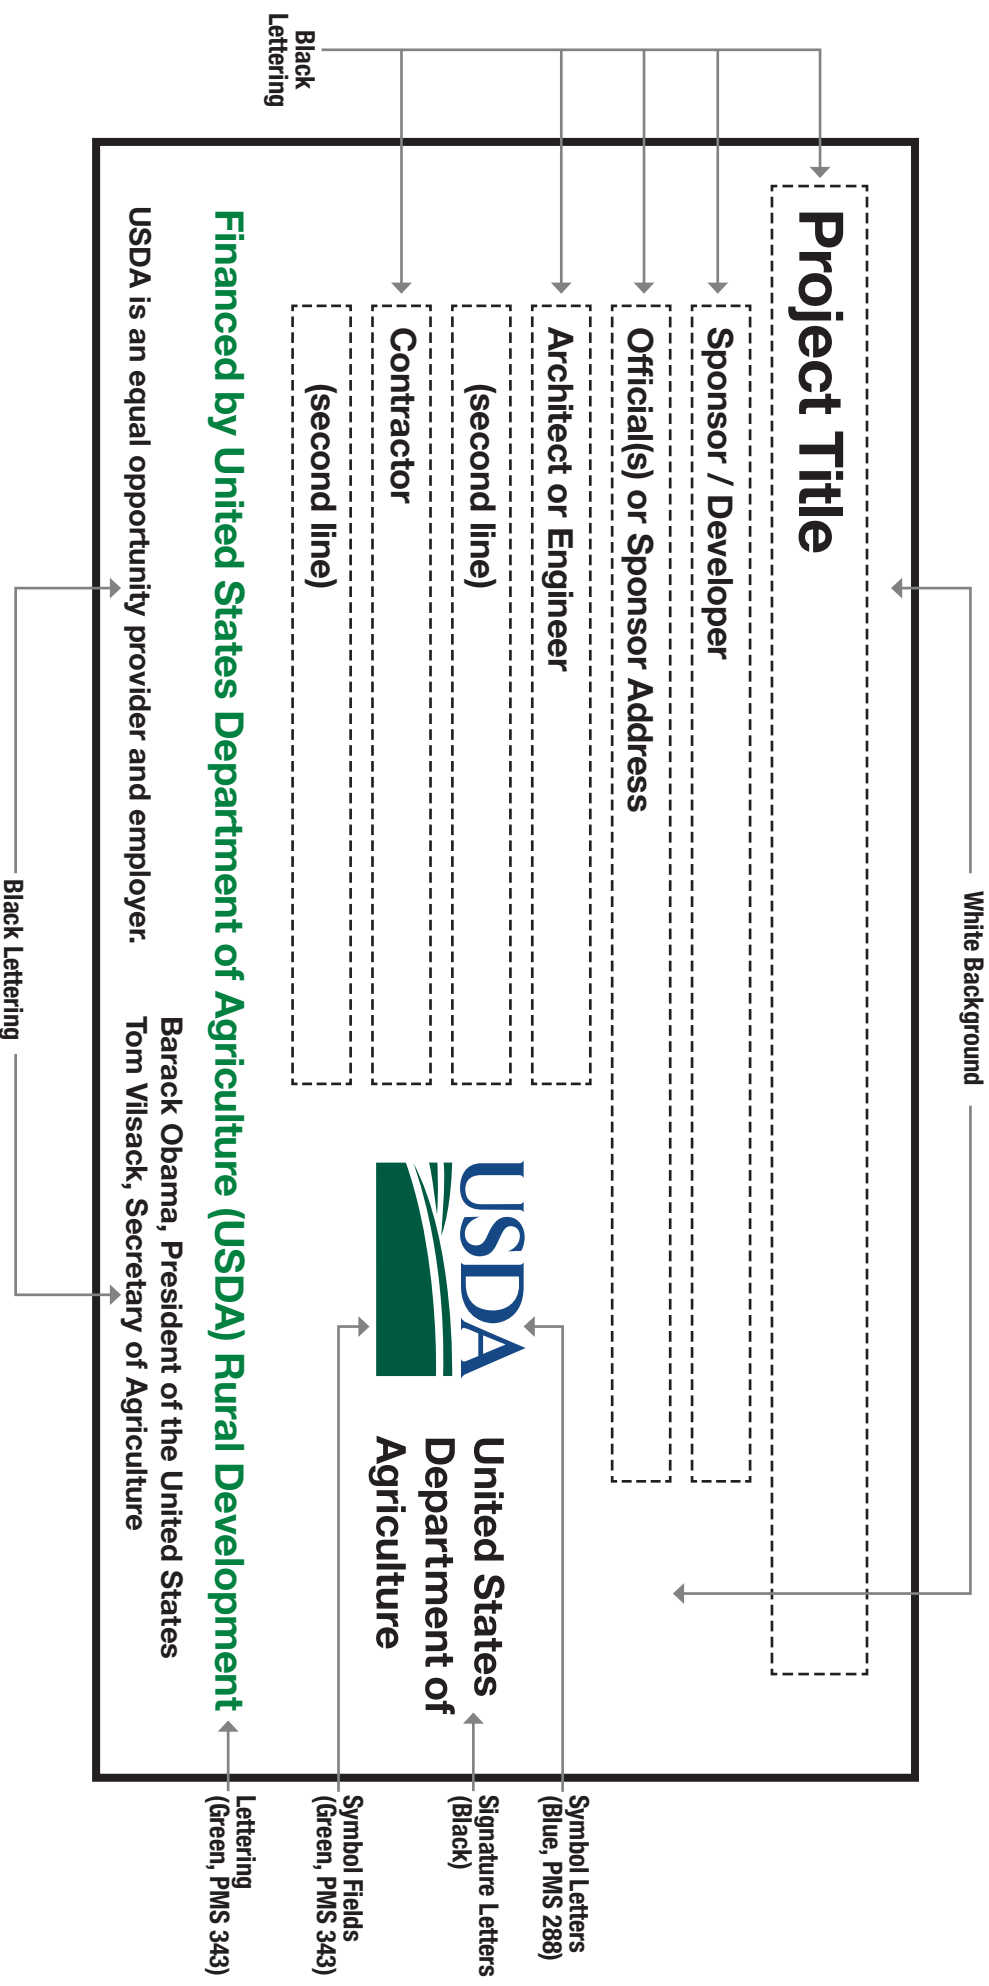 White Background
Black
Lettering
Project Title
Sponsor / Developer
Official(s) or Sponsor Address
Architect or Engineer
(second line)
Contractor
(second line)
USDA
United States
Department of
Agriculture
Symbol Letters
(Blue, PMS 288)
Signature Letters
(Black)
Symbol Fields
(Green, PMS 343)
Financed by United States Department of Agriculture (USDA) Rural Development
Lettering
(Green, PMS 343)
USDA is an equal opportunity provider and employer.
Barack Obama, President of the United States
Tom Vilsack, Secretary of Agriculture
Black Lettering